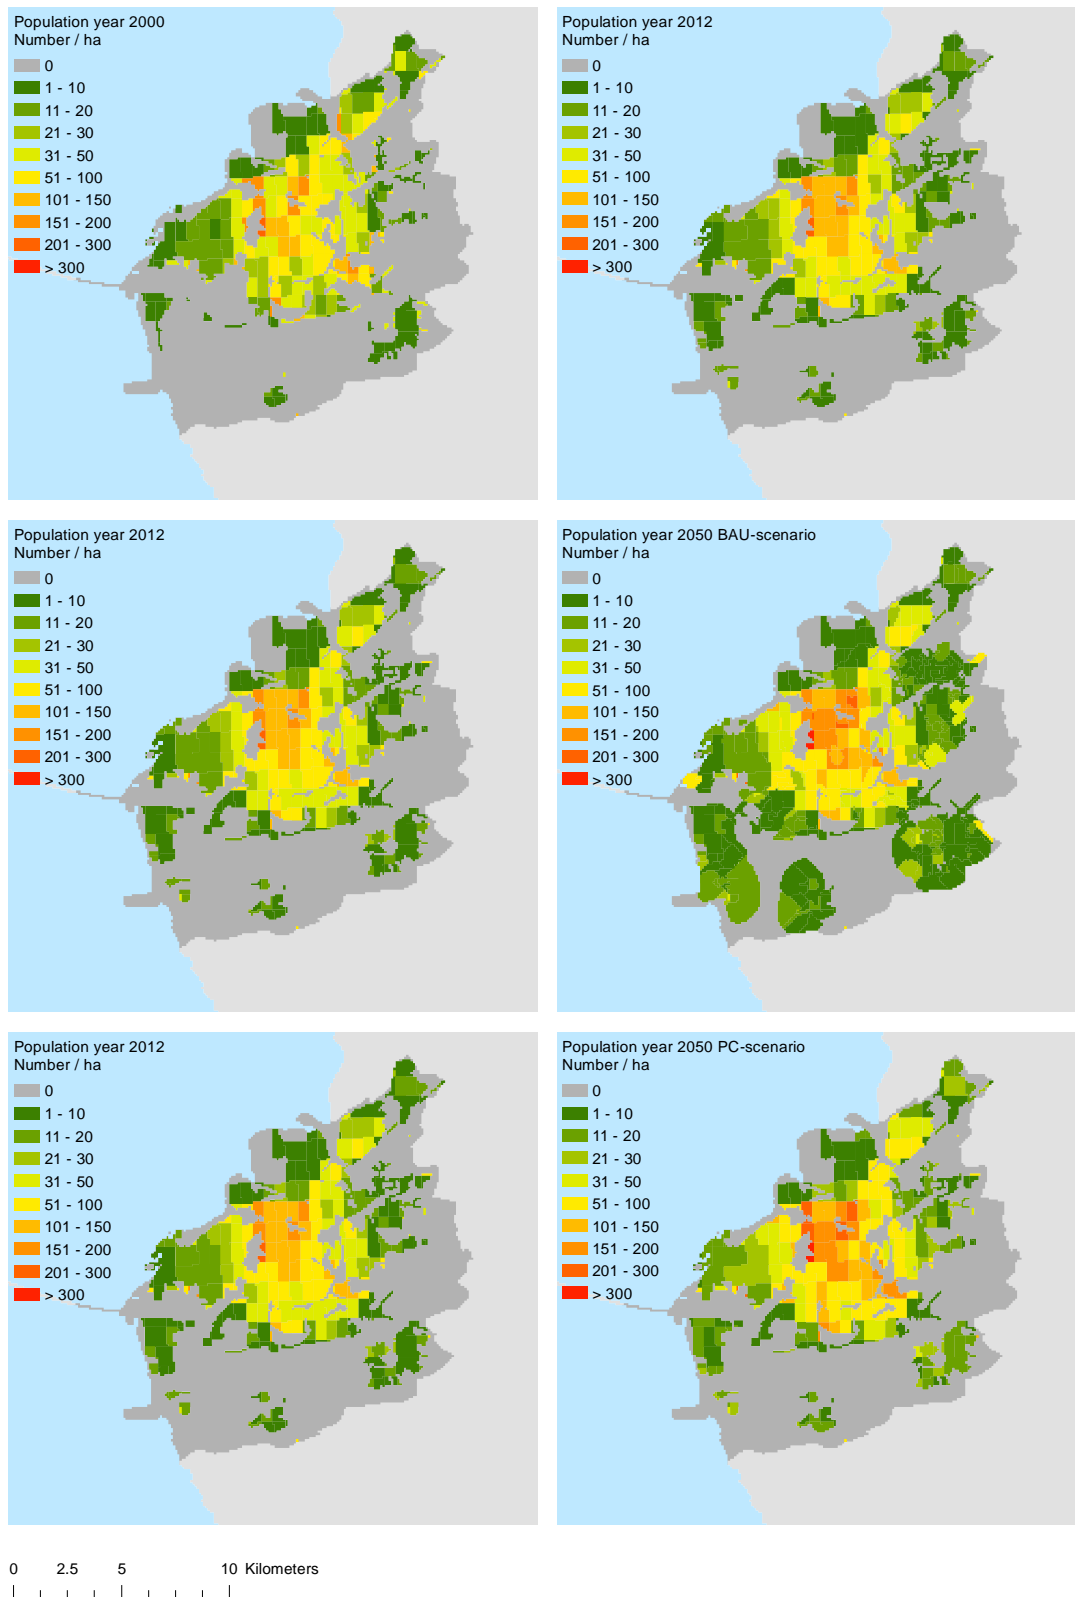 Population year 2000
Number / ha
0
1 - 10
11 - 20
21 - 30
31 - 50
51 - 100
101 - 150
151 - 200
201 - 300
> 300
Population year 2012
Number / ha
0
1 - 10
11 - 20
21 - 30
31 - 50
51 - 100
101 - 150
151 - 200
201 - 300
> 300
Population year 2012
Number / ha
0
1 - 10
11 - 20
21 - 30
31 - 50
51 - 100
101 - 150
151 - 200
201 - 300
> 300
Population year 2050 BAU-scenario
Number / ha
0
1 - 10
11 - 20
21 - 30
31 - 50
51 - 100
101 - 150
151 - 200
201 - 300
> 300
Population year 2012
Number / ha
0
1 - 10
11 - 20
21 - 30
31 - 50
51 - 100
101 - 150
151 - 200
201 - 300
> 300
Population year 2050 PC-scenario
Number / ha
0
1 - 10
11 - 20
21 - 30
31 - 50
51 - 100
101 - 150
151 - 200
201 - 300
> 300
0 2.5 5 10 Kilometers